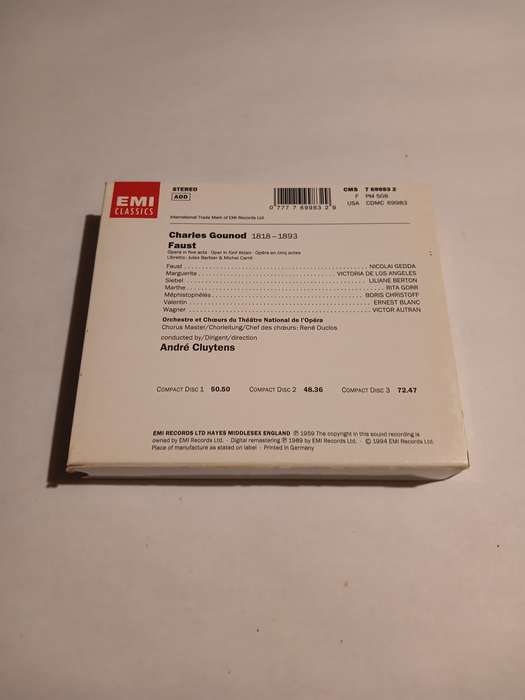 EMI
CLASSICS
STEREO
ADD
0 777 7 69983 2 9
CMS 7 69983 2
F PM 508
USA CDMC 69983
International Trade Mark of EMI Records Ltd.
Charles Gounod 1818–1893
Faust
Opera in five acts · Oper in fünf Akten · Opéra en cinq actes
Libretto: Jules Barbier & Michel Carré
Faust NICOLAI GEDDA
Marguerite VICTORIA DE LOS ANGELES
Siebel LILIANE BERTON
Marthe RITA GORR
Méphistophélès BORIS CHRISTOFF
Valentin ERNEST BLANC
Wagner VICTOR AUTRAN
Orchestre et Chœurs du Théâtre National de l'Opéra
Chorus Master/Chorleitung/Chef des chœurs: René Duclos
conducted by/Dirigent/direction
André Cluytens
COMPACT DISC 1 50.50 COMPACT DISC 2 48.36 COMPACT DISC 3 72.47
EMI RECORDS LTD HAYES MIDDLESEX ENGLAND ℗ 1959 The copyright in this sound recording is
owned by EMI Records Ltd. · Digital remastering ℗ 1989 by EMI Records Ltd. · © 1994 EMI Records Ltd.
Place of manufacture as stated on label · Printed in Germany